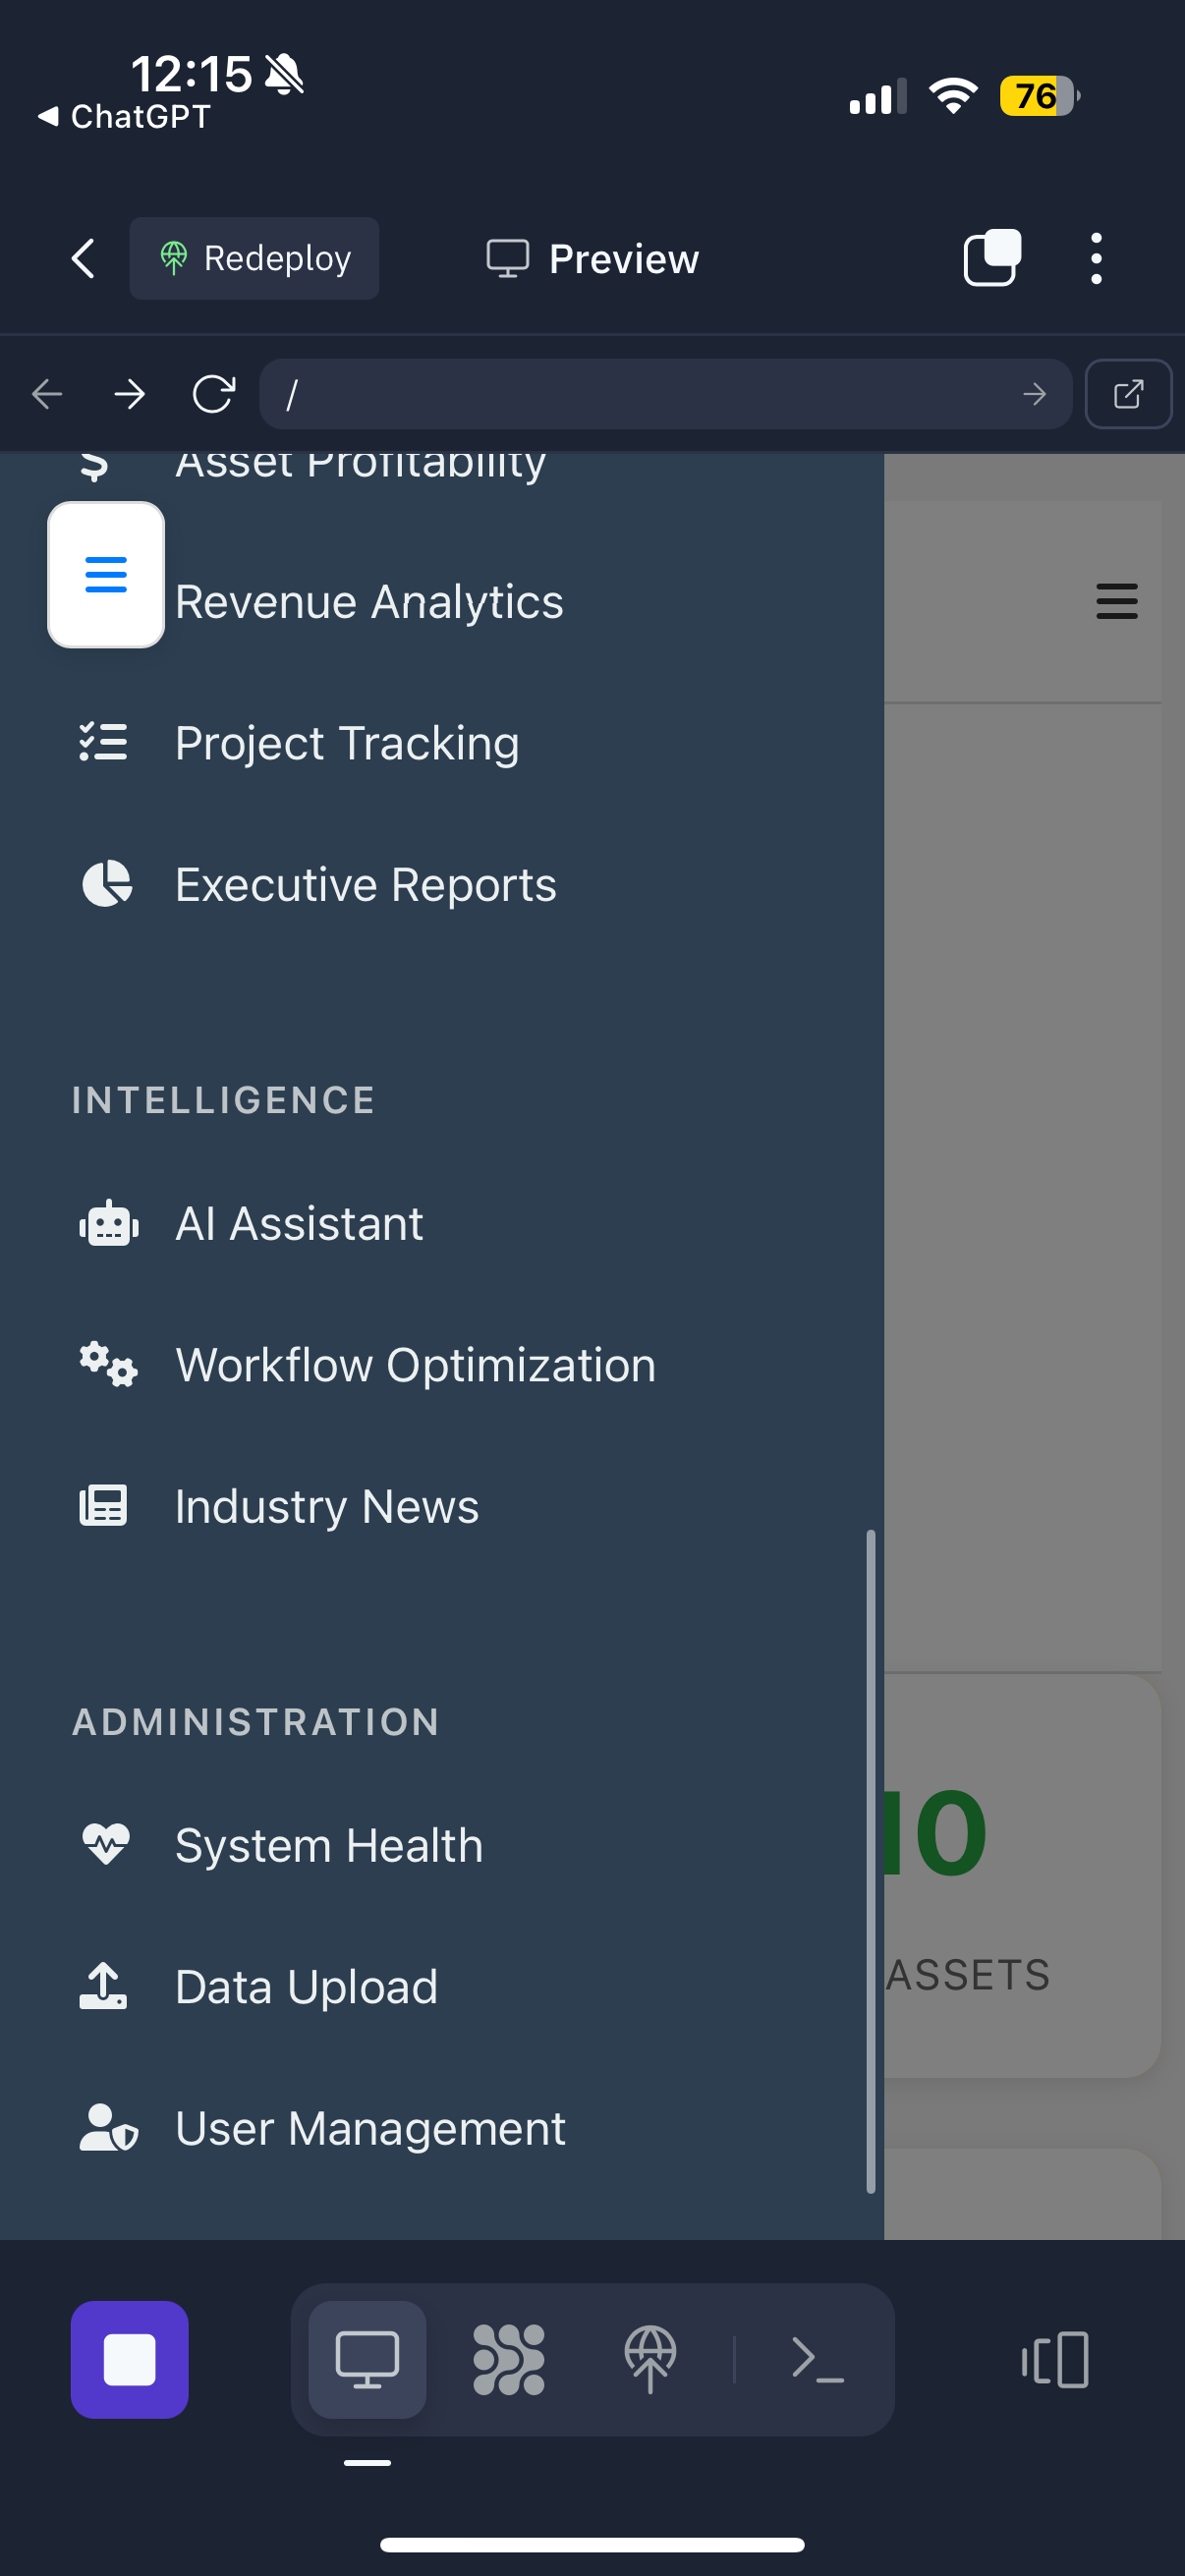 12:15
ChatGPT
76
Redeploy
Preview
/
Asset Profitability
Revenue Analytics
Project Tracking
Executive Reports
INTELLIGENCE
AI Assistant
Workflow Optimization
Industry News
ADMINISTRATION
System Health
10
Data Upload
ASSETS
User Management